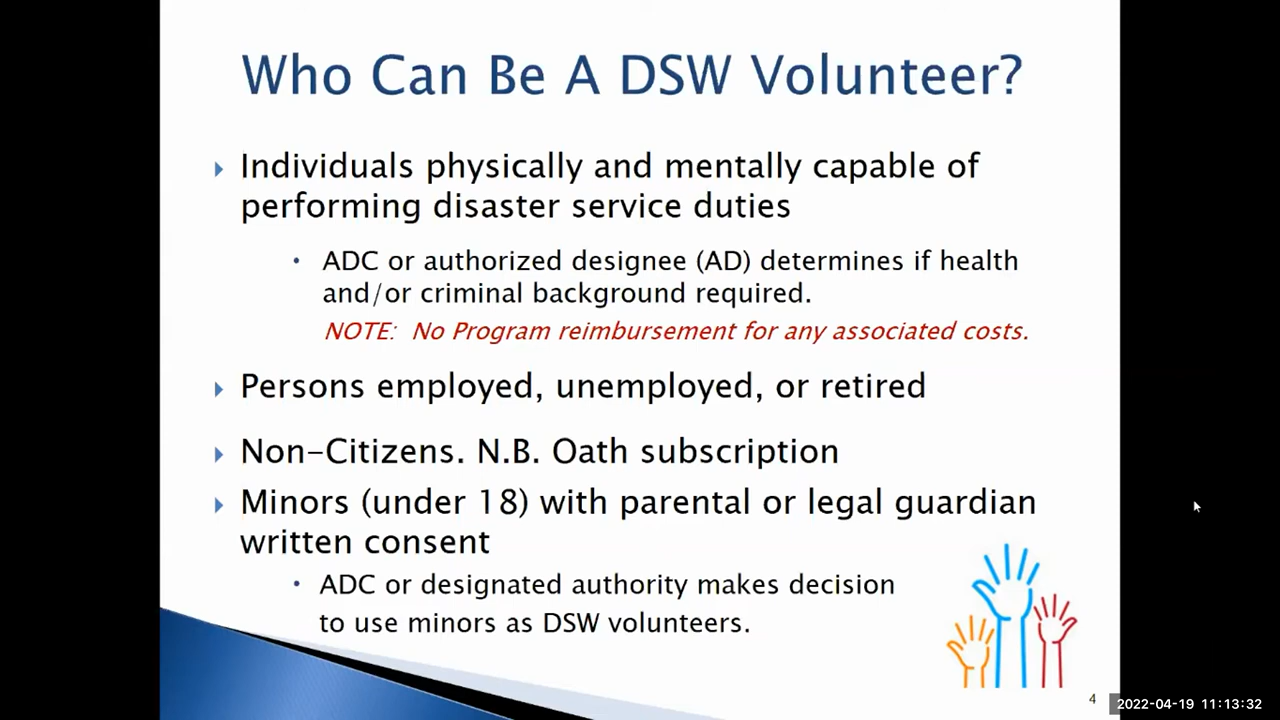 Who Can Be A DSW Volunteer?
Individuals physically and mentally capable of
performing disaster service duties
• ADC or authorized designee (AD) determines if health
and/or criminal background required.
NOTE: No Program reimbursement for any associated costs.
Persons employed, unemployed, or retired
Non-Citizens. N.B. Oath subscription
Minors (under 18) with parental or legal guardian
written consent
• ADC or designated authority makes decision
to use minors as DSW volunteers.
4
2022-04-19 11:13:32